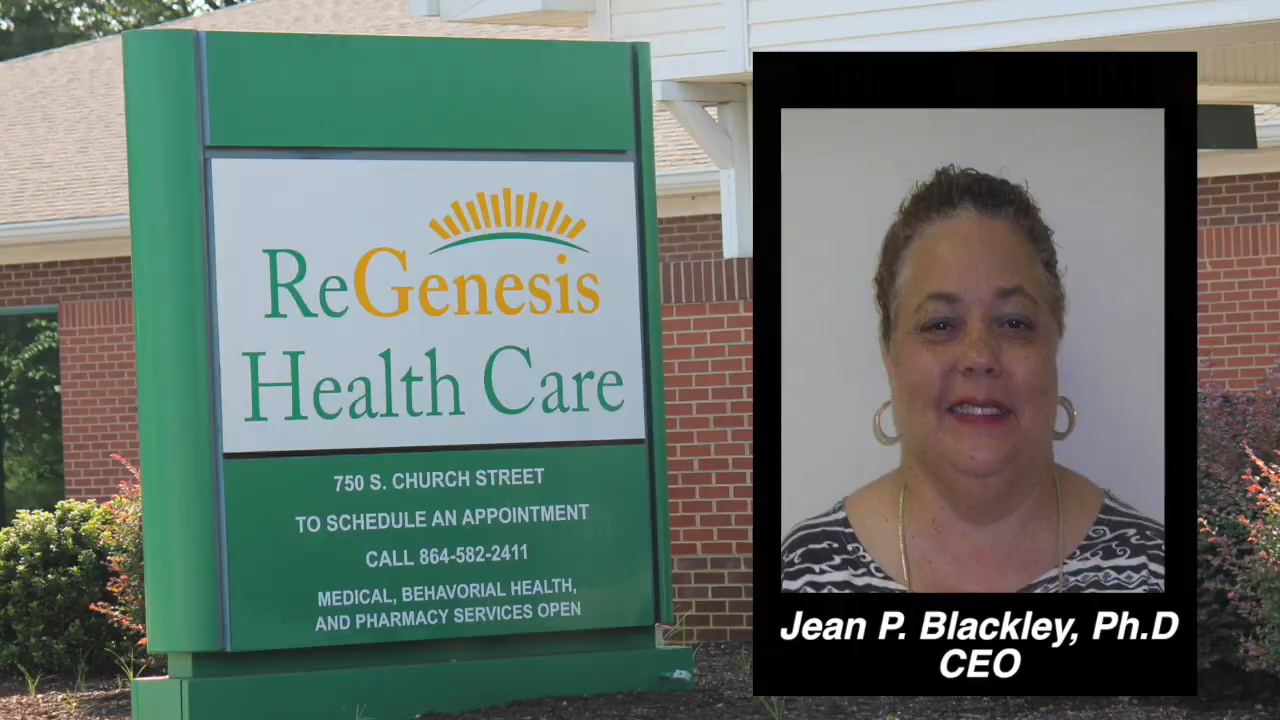 ReGenesis
Health Care
750 S. CHURCH STREET
TO SCHEDULE AN APPOINTMENT
CALL 864-582-2411
MEDICAL, BEHAVORIAL HEALTH,
AND PHARMACY SERVICES OPEN
Jean P. Blackley, Ph.D
CEO